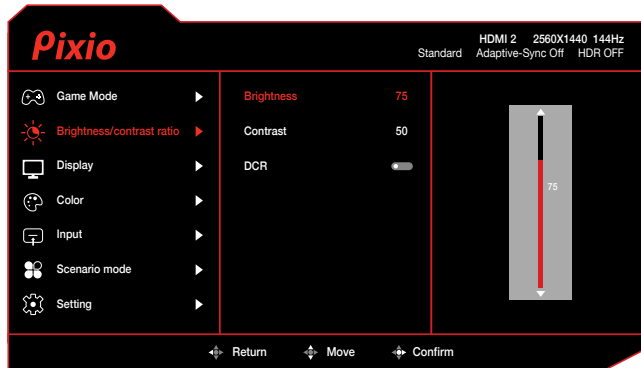 Pixio
HDMI 2 2560X1440 144Hz
Standard Adaptive-Sync Off HDR OFF
Game Mode
Brightness/contrast ratio
Display
Color
Input
Scenario mode
Setting
Brightness 75
Contrast 50
DCR
75
Return Move Confirm